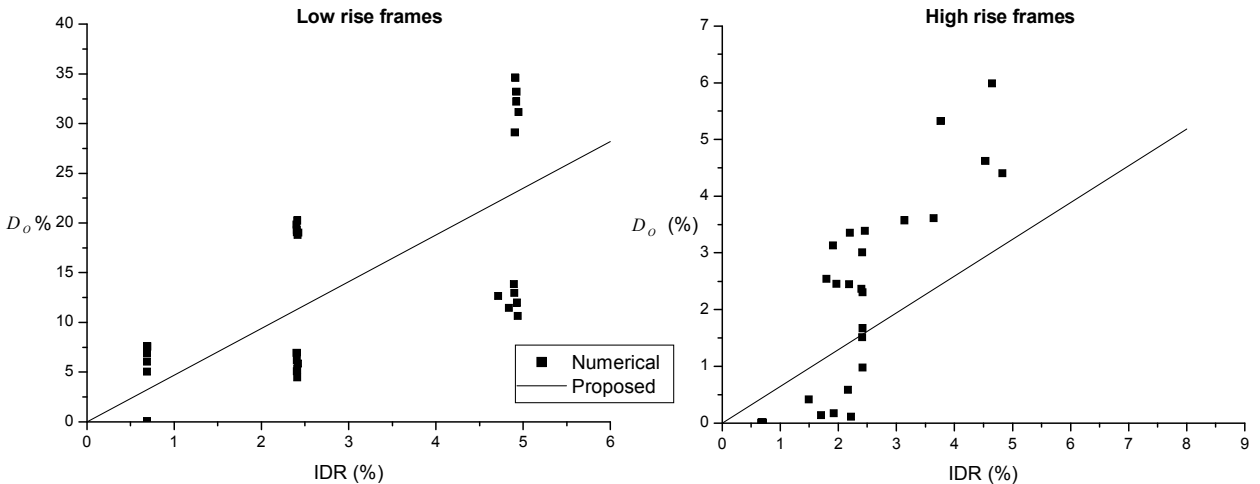 Low rise frames
40
35
30
25
20
15
10
5
0
D_o %
0 1 2 3 4 5 6
IDR (%)
Numerical
Proposed
High rise frames
7
6
5
4
3
2
1
0
D_o (%)
0 1 2 3 4 5 6 7 8 9
IDR (%)